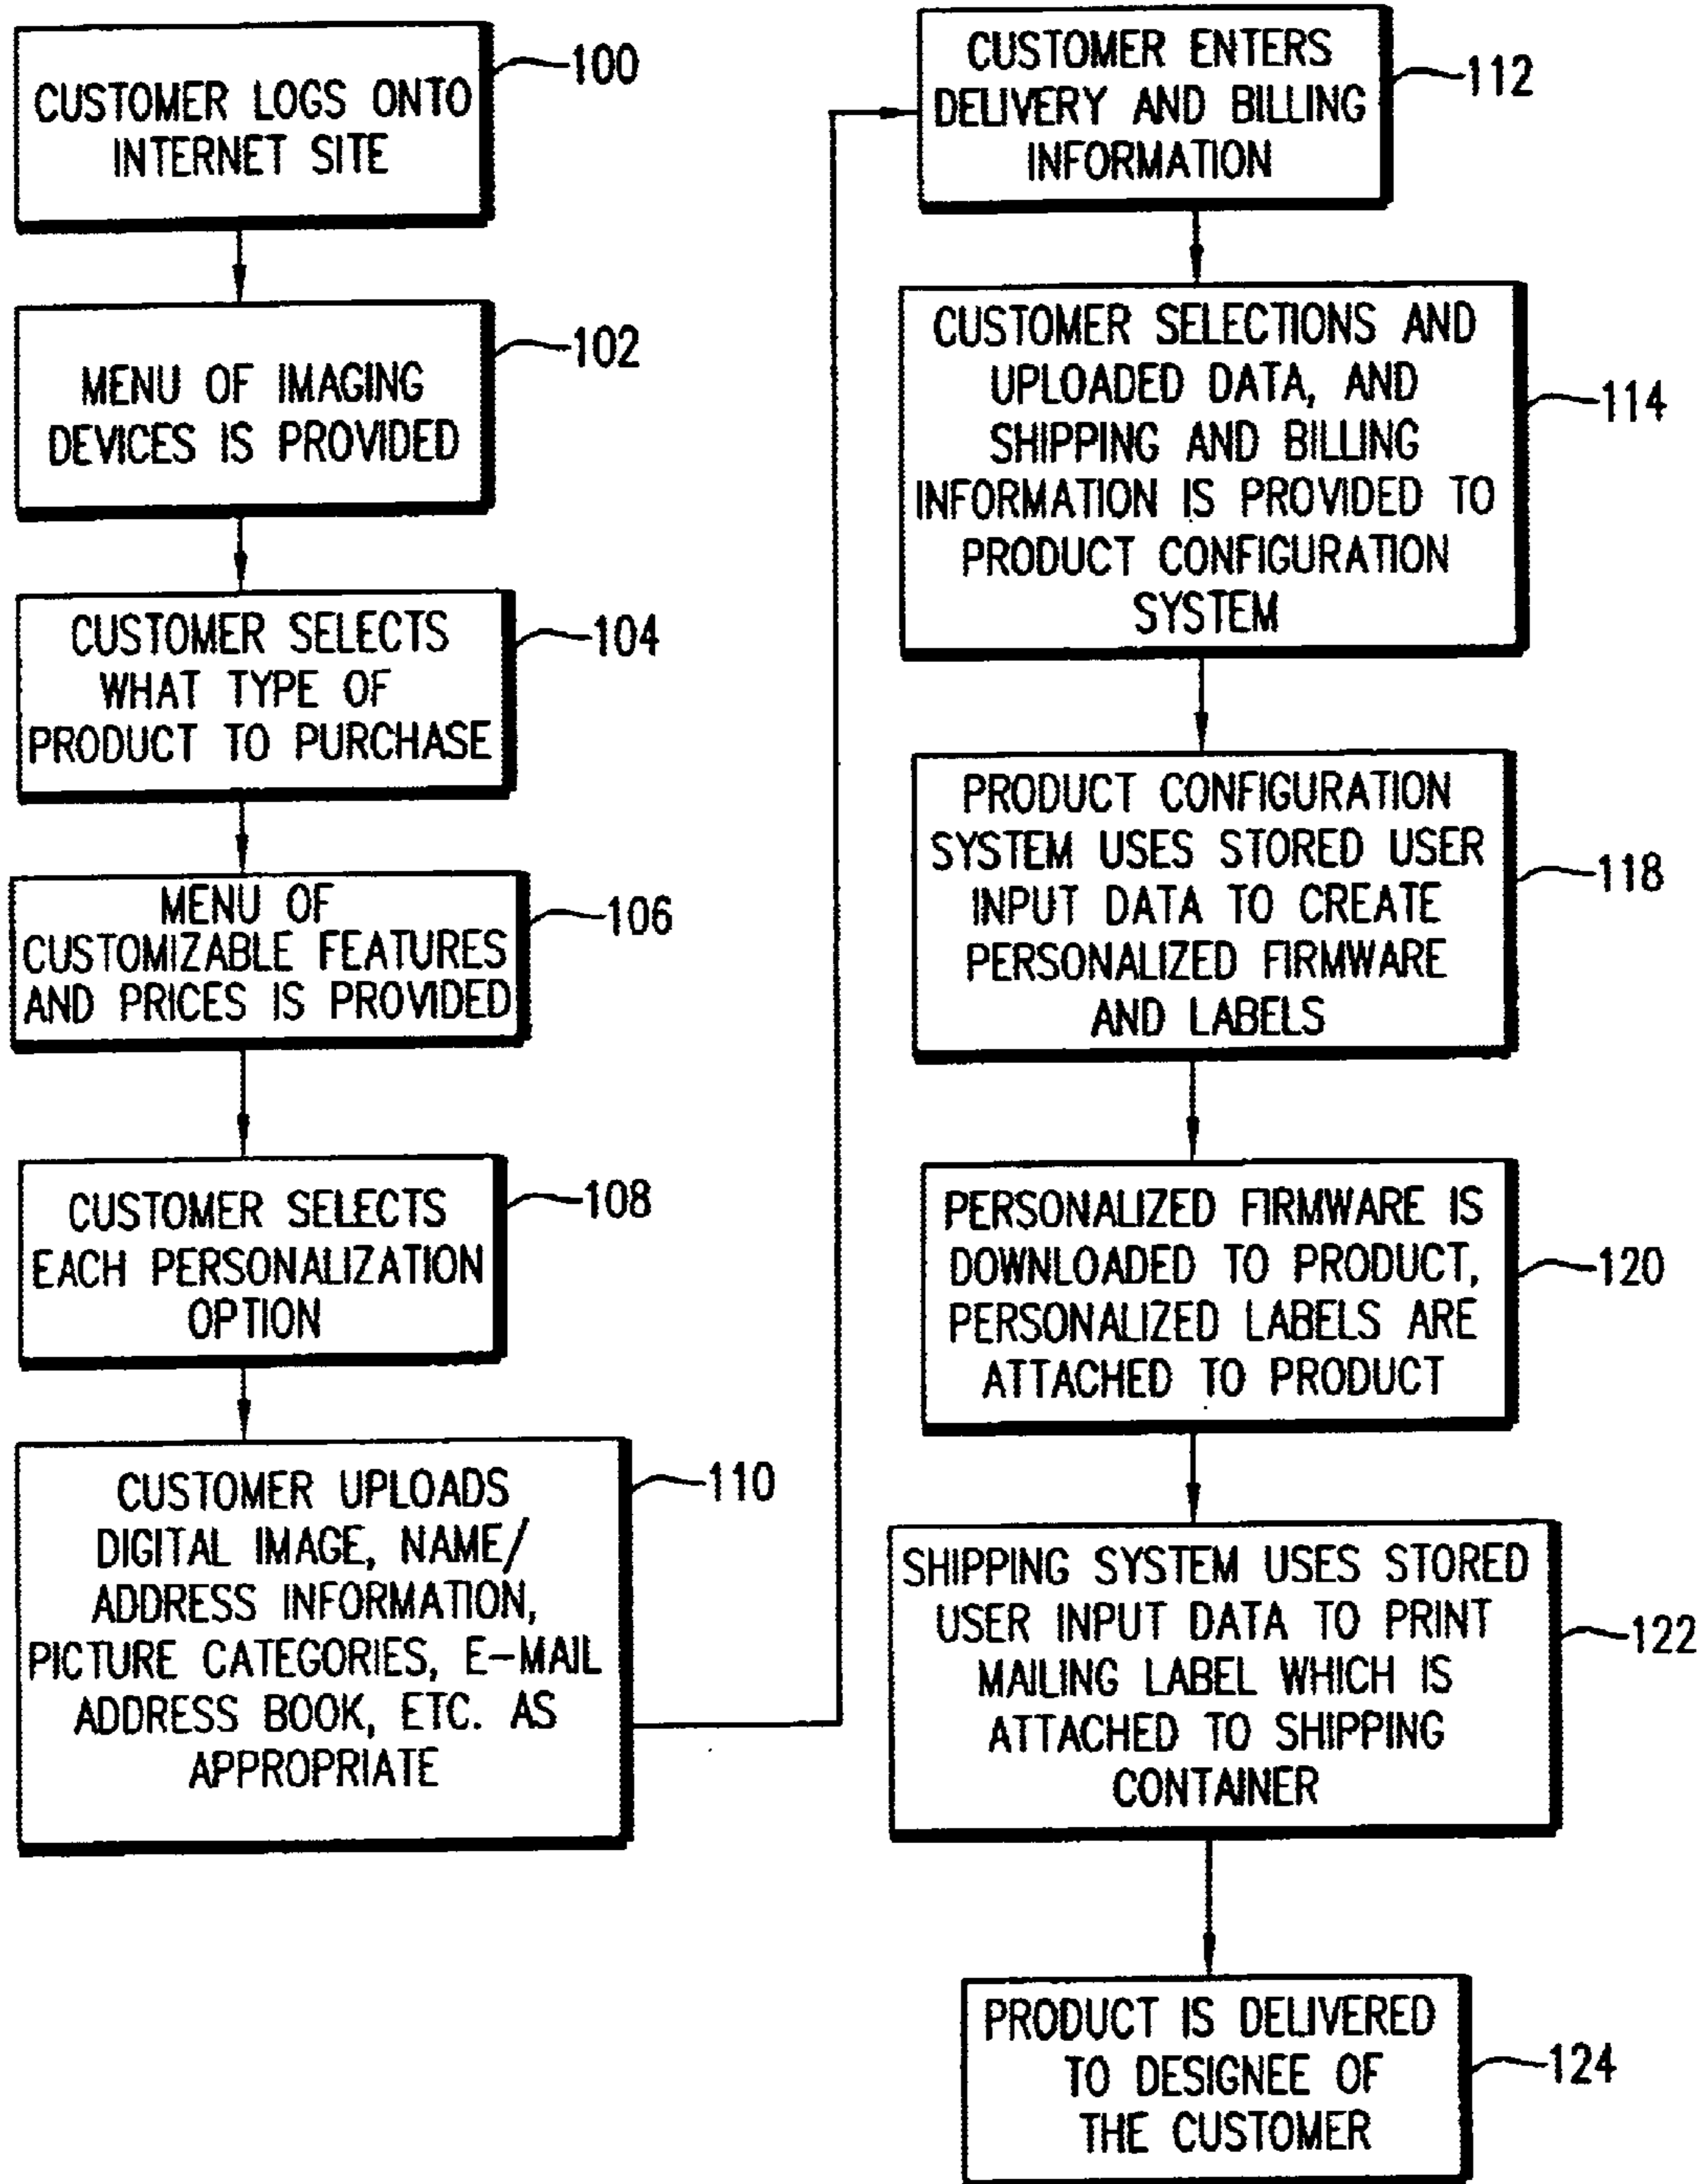 CUSTOMER LOGS ONTO
INTERNET SITE
100
MENU OF IMAGING
DEVICES IS PROVIDED
102
CUSTOMER SELECTS
WHAT TYPE OF
PRODUCT TO PURCHASE
104
MENU OF
CUSTOMIZABLE FEATURES
AND PRICES IS PROVIDED
106
CUSTOMER SELECTS
EACH PERSONALIZATION
OPTION
108
CUSTOMER UPLOADS
DIGITAL IMAGE, NAME/
ADDRESS INFORMATION,
PICTURE CATEGORIES, E-MAIL
ADDRESS BOOK, ETC. AS
APPROPRIATE
110
CUSTOMER ENTERS
DELIVERY AND BILLING
INFORMATION
112
CUSTOMER SELECTIONS AND
UPLOADED DATA, AND
SHIPPING AND BILLING
INFORMATION IS PROVIDED TO
PRODUCT CONFIGURATION
SYSTEM
114
PRODUCT CONFIGURATION
SYSTEM USES STORED USER
INPUT DATA TO CREATE
PERSONALIZED FIRMWARE
AND LABELS
118
PERSONALIZED FIRMWARE IS
DOWNLOADED TO PRODUCT,
PERSONALIZED LABELS ARE
ATTACHED TO PRODUCT
120
SHIPPING SYSTEM USES STORED
USER INPUT DATA TO PRINT
MAILING LABEL WHICH IS
ATTACHED TO SHIPPING
CONTAINER
122
PRODUCT IS DELIVERED
TO DESIGNEE OF
THE CUSTOMER
124